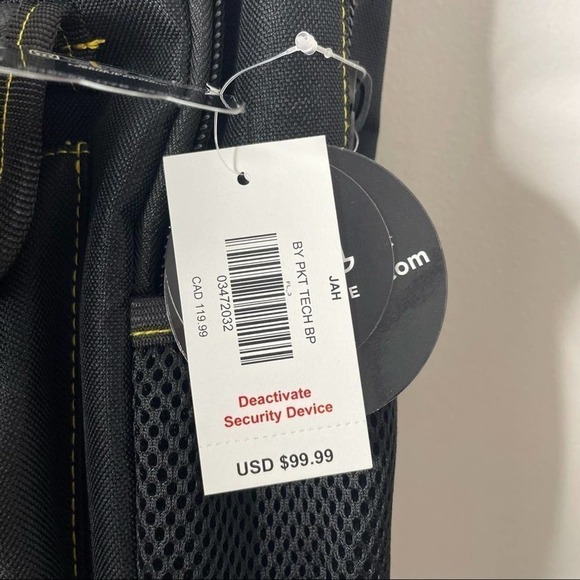 JAH
BY PKT TECH BP
03472032
CAD 119.99
Deactivate
Security Device
USD $99.99
om
E